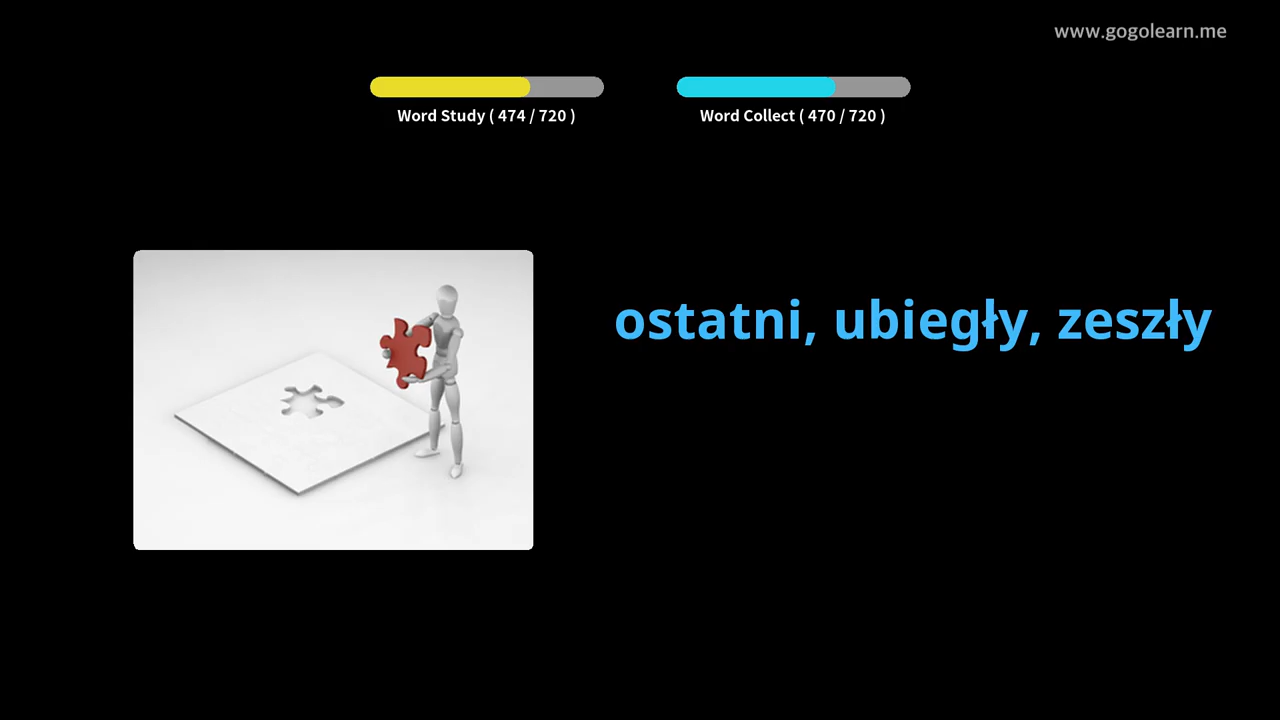 www.gogolearn.me
Word Study ( 474 / 720 )
Word Collect ( 470 / 720 )
ostatni, ubiegły, zeszły